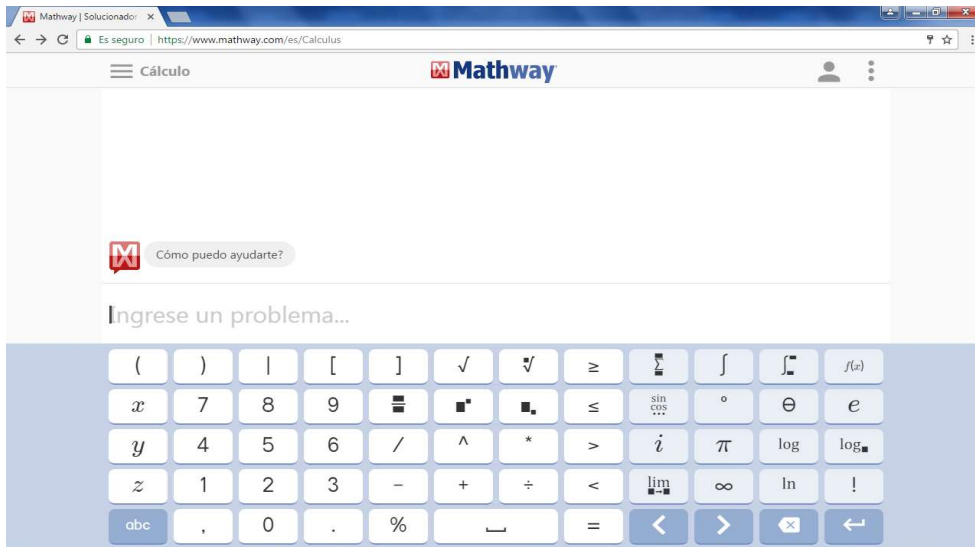 Mathway | Solucionador
Es seguro | https://www.mathway.com/es/Calculus
Cálculo Mathway
Cómo puedo ayudarte?
Ingrese un problema...
( ) | [ ] √ ∛ ≥ Σ ∫ ∫ f(x)
x 7 8 9 ≤ sin cos ... ° θ e
y 4 5 6 / ^ * > i π log log
z 1 2 3 - + ÷ < lim ∞ ln !
abc , 0 . % =